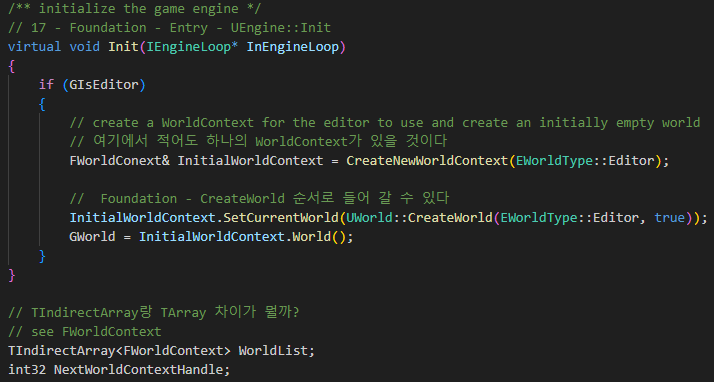 /** initialize the game engine */
// 17 - Foundation - Entry - UEngine::Init
virtual void Init(IEngineLoop* InEngineLoop)
{
    if (GIsEditor)
    {
        // create a WorldContext for the editor to use and create an initially empty world
        // 여기에서 적어도 하나의 WorldContext가 있을 것이다
        FWorldConext& InitialWorldContext = CreateNewWorldContext(EWorldType::Editor);

        //  Foundation - CreateWorld 순서로 들어 갈 수 있다
        InitialWorldContext.SetCurrentWorld(UWorld::CreateWorld(EWorldType::Editor, true));
        GWorld = InitialWorldContext.World();
    }
}

// TIndirectArray랑 TArray 차이가 뭘까?
// see FWorldContext
TIndirectArray<FWorldContext> WorldList;
int32 NextWorldContextHandle;